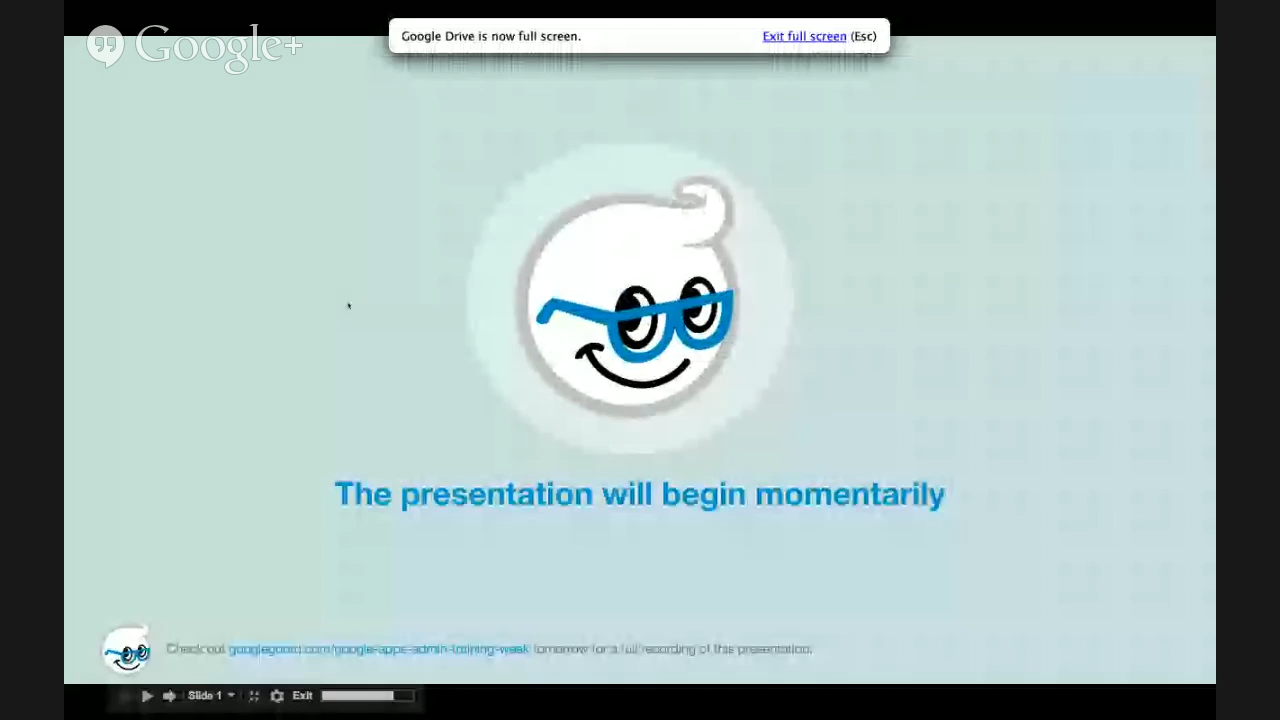 Google+
Google Drive is now full screen. Exit full screen (Esc)
The presentation will begin momentarily
Check out googlegooru.com/google-apps-admin-training-week tomorrow for a full recording of this presentation.
Slide 1 Exit